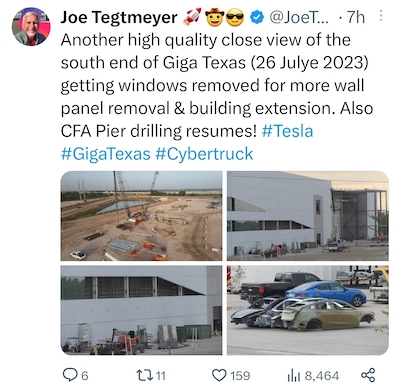 Joe Tegtmeyer 🚀🤠😎 @JoeT... · 7h
Another high quality close view of the
south end of Giga Texas (26 Julye 2023)
getting windows removed for more wall
panel removal & building extension. Also
CFA Pier drilling resumes! #Tesla
#GigaTexas #Cybertruck
6 11 159 8,464